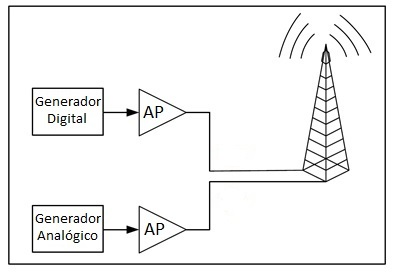 Generador
Digital
AP
Generador
Analógico
AP